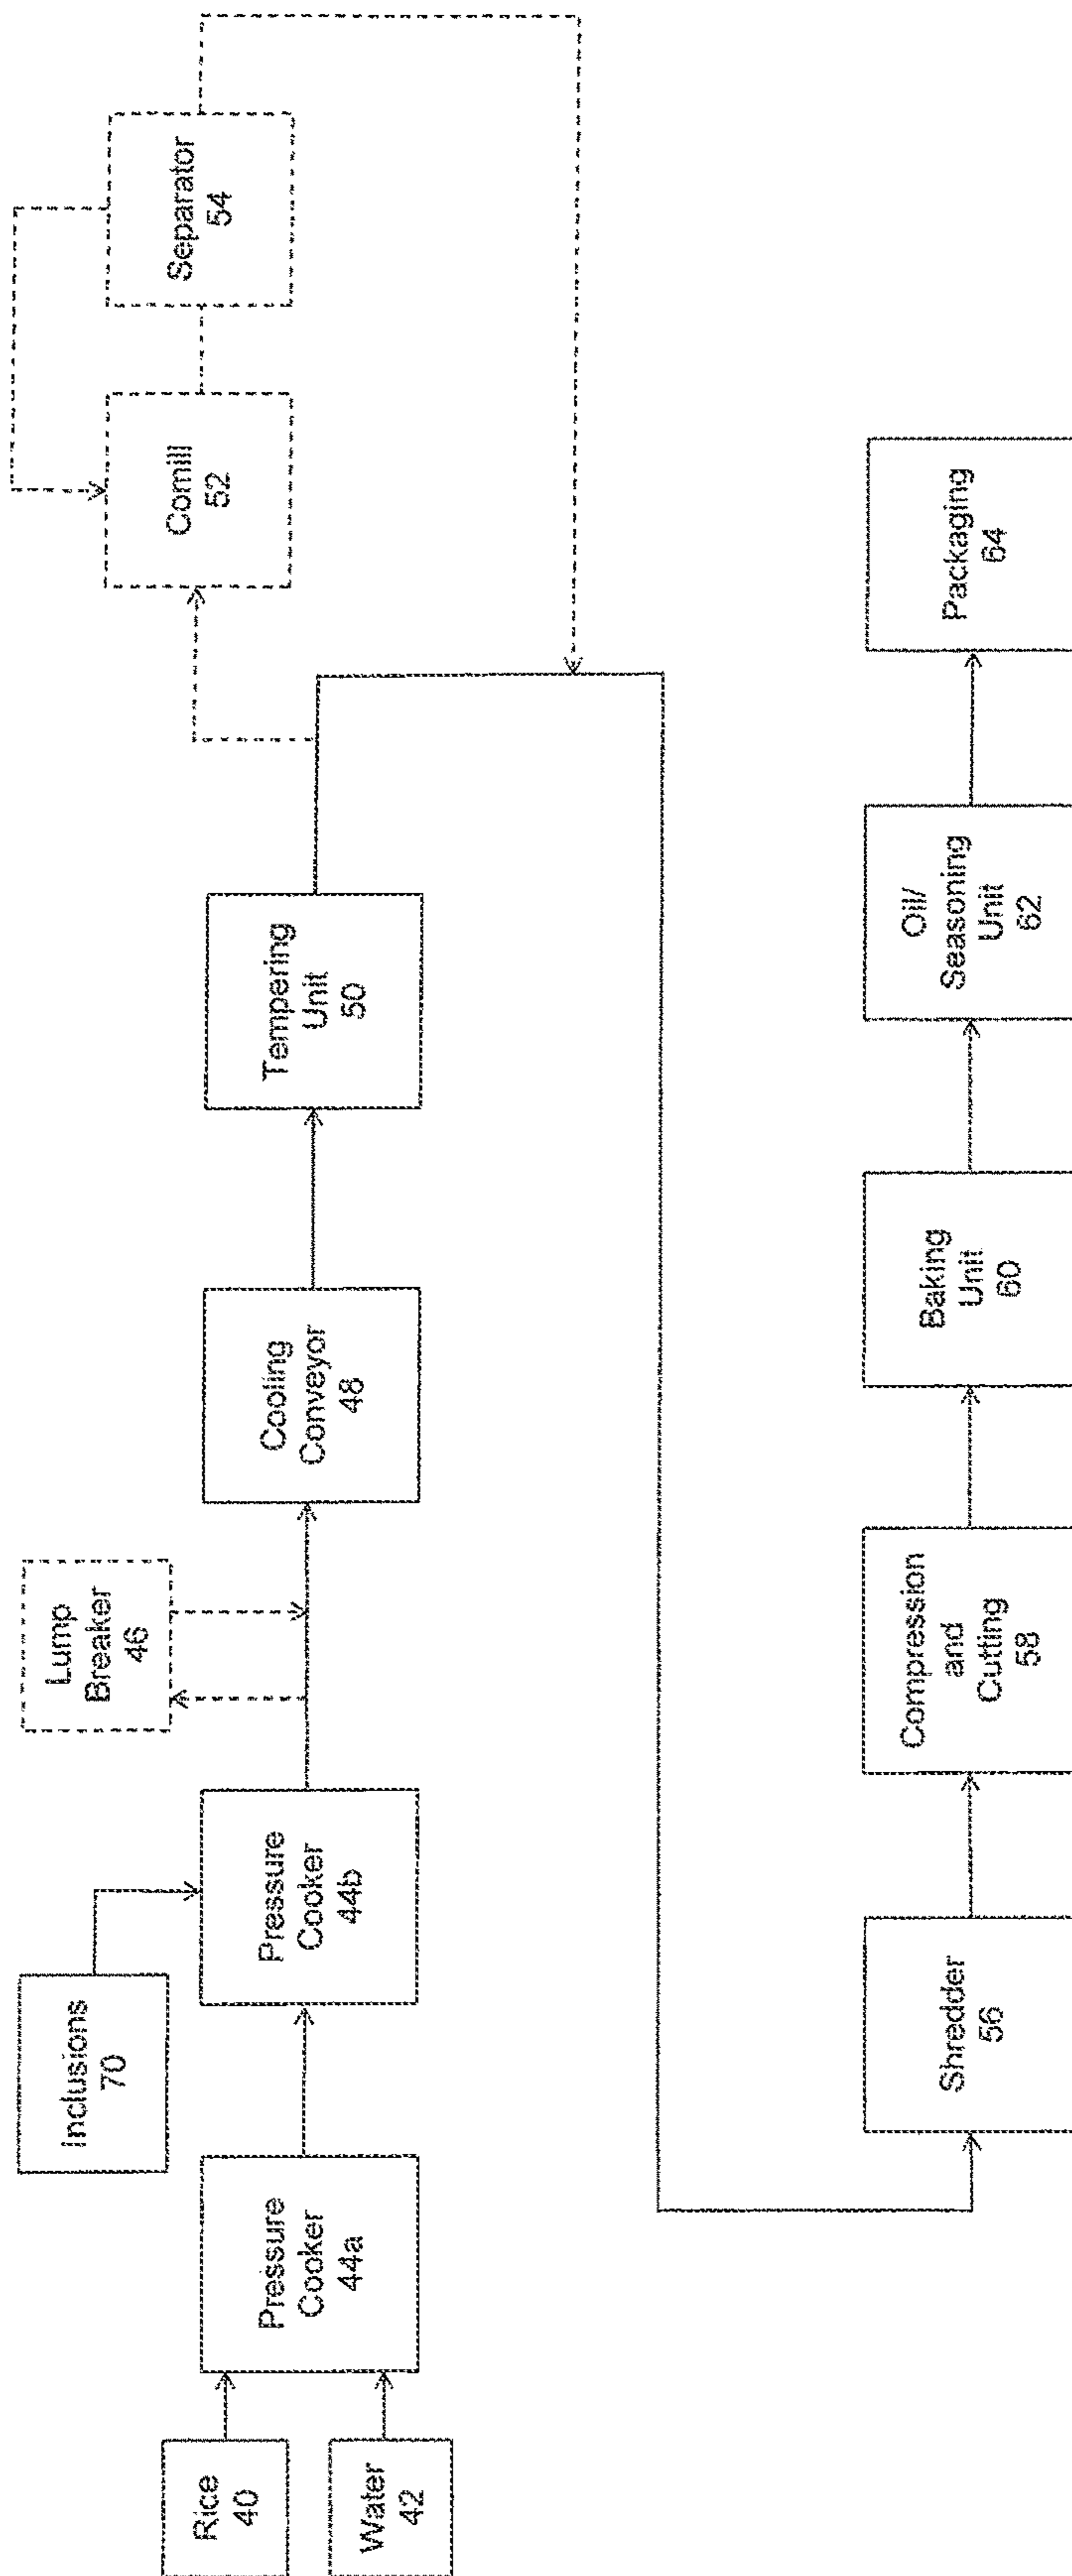 Rice
40
Water
42
Pressure
Cooker
44a
Inclusions
70
Pressure
Cooker
44b
Lump
Breaker
46
Cooling
Conveyor
48
Tempering
Unit
50
Comill
52
Separator
54
Shredder
56
Compression
and
Cutting
58
Baking
Unit
60
Oil/
Seasoning
Unit
62
Packaging
64